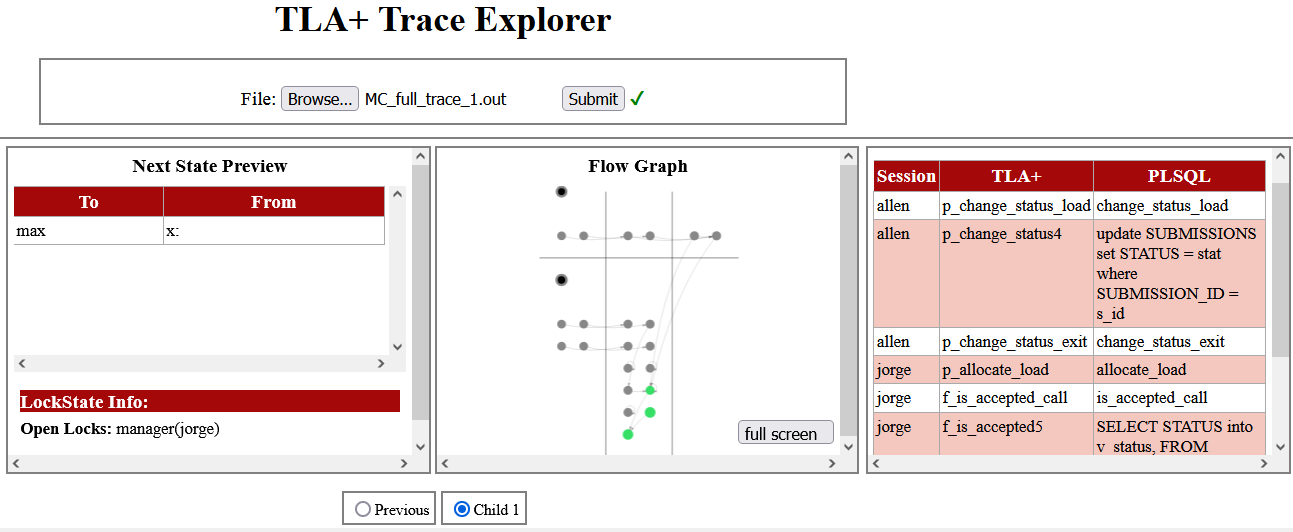 TLA+ Trace Explorer
File: Browse... MC_full_trace_1.out Submit ✓
Next State Preview
To From
max x:
LockState Info:
Open Locks: manager(jorge)
Flow Graph
full screen
Session TLA+ PLSQL
allen p_change_status_load change_status_load
allen p_change_status4 update SUBMISSIONS
set STATUS = stat
where
SUBMISSION_ID =
s_id
allen p_change_status_exit change_status_exit
jorge p_allocate_load allocate_load
jorge f_is_accepted_call is_accepted_call
jorge f_is_accepted5 SELECT STATUS into
v_status, FROM
Previous Child 1